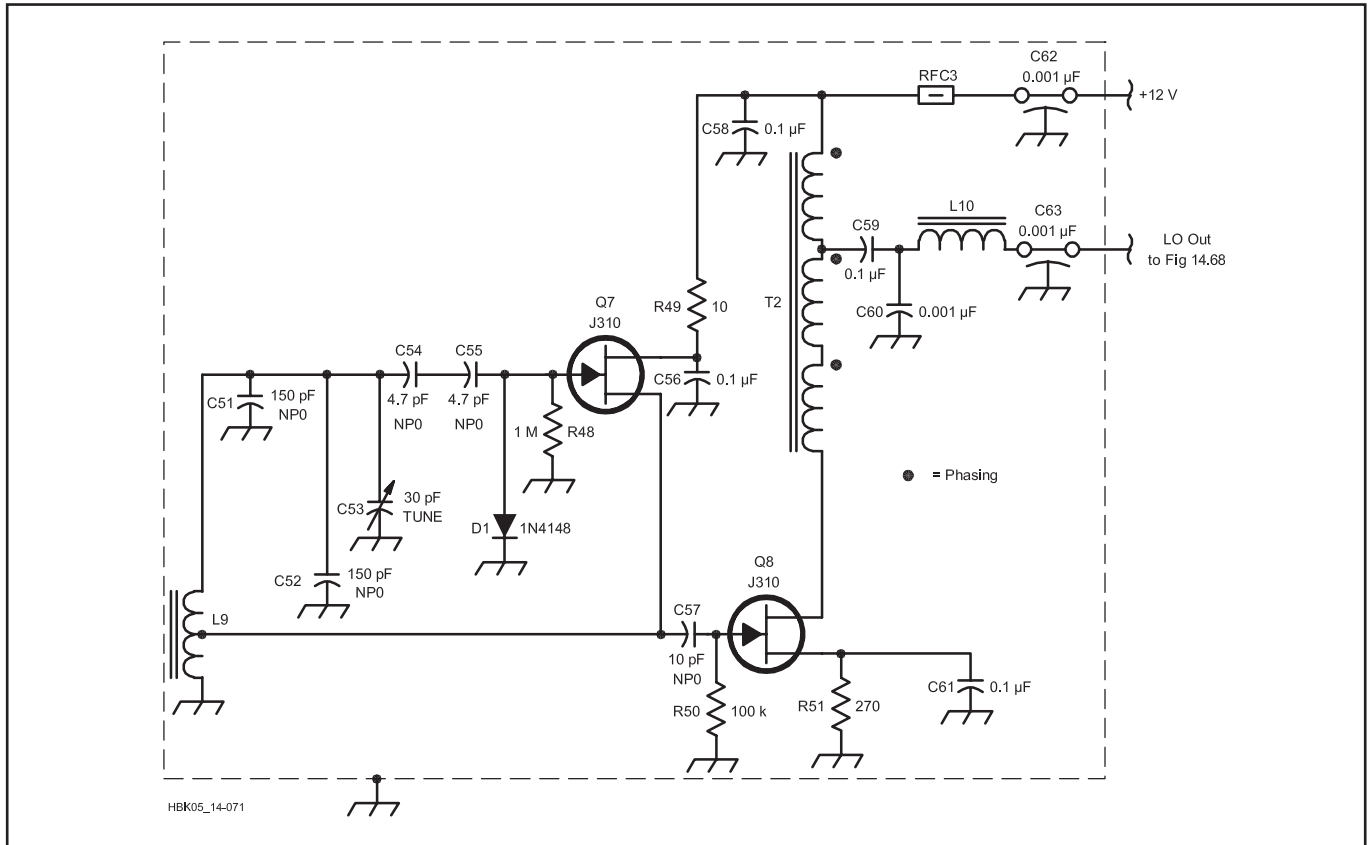 C62
0.001 µF
RFC3
+12 V
C58
0.1 µF
L10
C63
0.001 µF
C59
0.1 µF
LO Out
to Fig 14.68
R49
10
T2
C60
0.001 µF
Q7
J310
C54
C55
C56
0.1 µF
C51
150 pF
NP0
4.7 pF
NP0
4.7 pF
NP0
1 M
R48
C53
30 pF
TUNE
D1
1N4148
= Phasing
C52
150 pF
NP0
Q8
J310
L9
C57
10 pF
NP0
R50
100 k
R51
270
C61
0.1 µF
HBK05_14-071